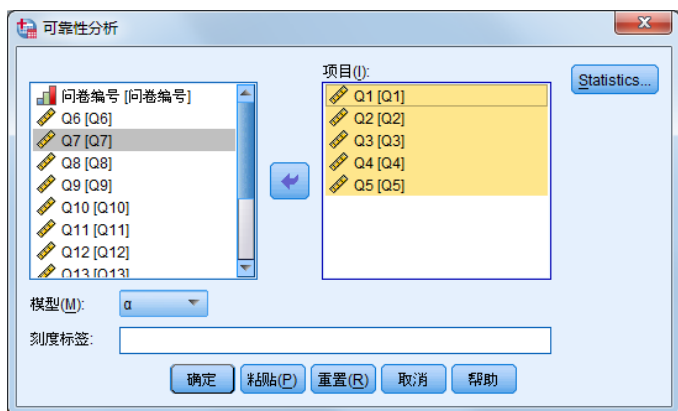 可靠性分析
项目(I):
Statistics...
问卷编号 [问卷编号]
Q6 [Q6]
Q7 [Q7]
Q8 [Q8]
Q9 [Q9]
Q10 [Q10]
Q11 [Q11]
Q12 [Q12]
Q13 [Q13]
Q1 [Q1]
Q2 [Q2]
Q3 [Q3]
Q4 [Q4]
Q5 [Q5]
模型(M): α
刻度标签:
确定 粘贴(P) 重置(R) 取消 帮助